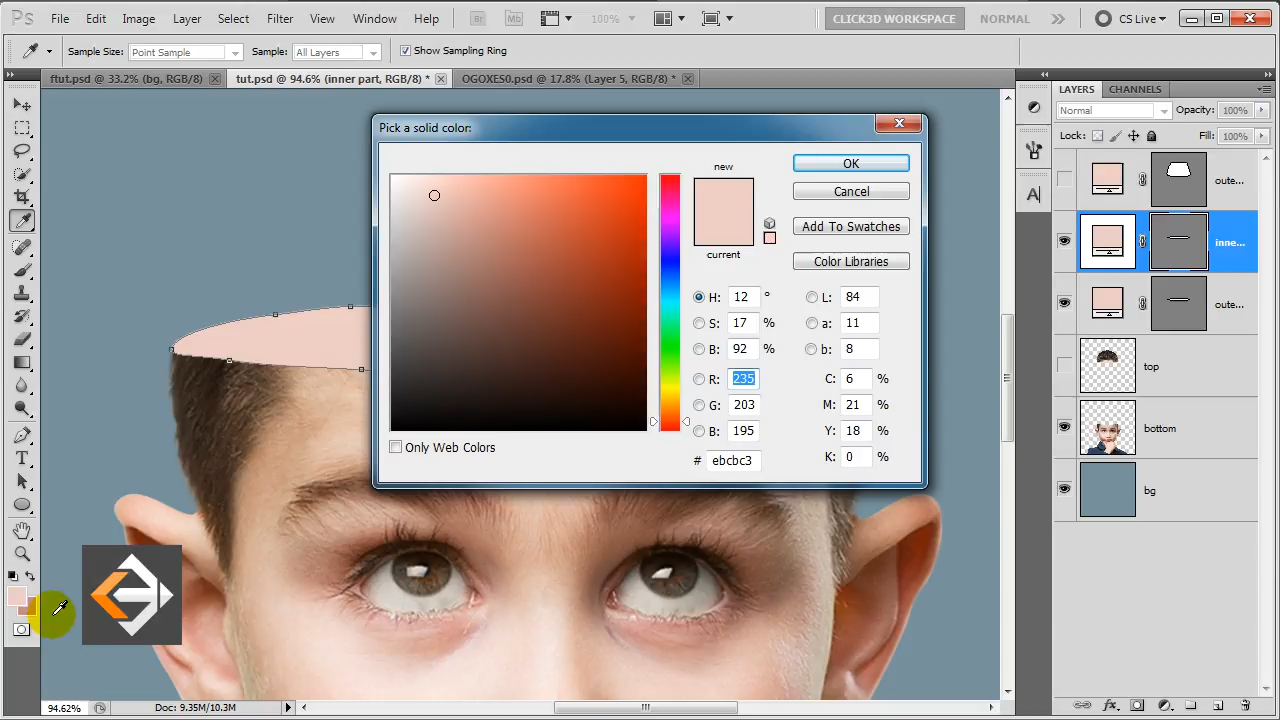 Ps File Edit Image Layer Select Filter View Window Help Br Mb 100% CLICK3D WORKSPACE NORMAL CS Live
Sample Size: Point Sample Sample: All Layers Show Sampling Ring
ftut.psd @ 33.2% (bg, RGB/8) tut.psd @ 94.6% (inner part, RGB/8) * OGOXES0.psd @ 17.8% (Layer 5, RGB/8) *
LAYERS CHANNELS
Normal Opacity: 100%
Lock: Fill: 100%
Pick a solid color:
new
current
OK
Cancel
Add To Swatches
Color Libraries
H: 12 ° L: 84
S: 17 % a: 11
B: 92 % b: 8
R: 235 C: 6 %
G: 203 M: 21 %
B: 195 Y: 18 %
# ebcbc3 K: 0 %
Only Web Colors
oute...
inne...
oute...
top
bottom
bg
94.62% Doc: 9.35M/10.3M